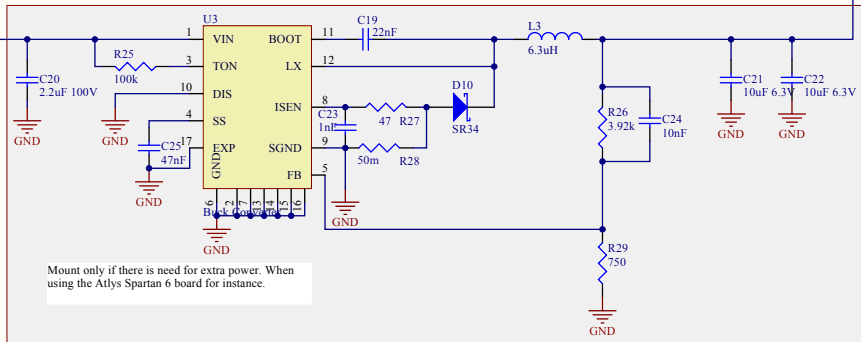 U3
1 VIN
3 TON
10 DIS
4 SS
17 EXP
GND
BOOT 11
LX 12
ISEN 8
SGND 9
FB 5
6 2 7 13 14 15 16
Buck Converter
C20
2.2uF 100V
GND
R25
100k
GND
C25
47nF
GND
GND
C19
22nF
L3
6.3uH
D10
SR34
C23
1nF
47 R27
50m R28
GND
R26
3.92k
C24
10nF
C21
10uF 6.3V
GND
C22
10uF 6.3V
GND
R29
750
GND
Mount only if there is need for extra power. When
using the Atlys Spartan 6 board for instance.